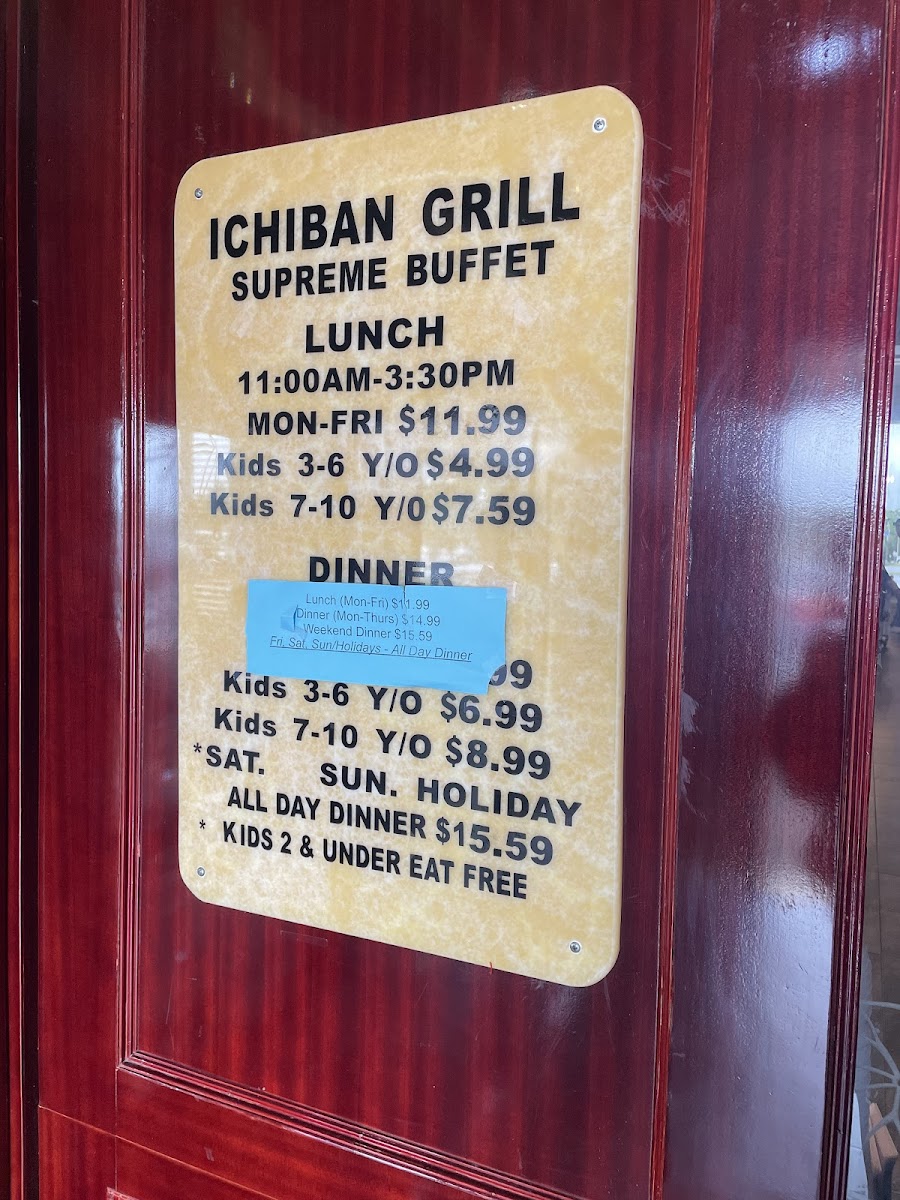 ICHIBAN GRILL
SUPREME BUFFET
LUNCH
11:00AM-3:30PM
MON-FRI $11.99
Kids 3-6 Y/O $4.99
Kids 7-10 Y/O $7.59
DINNER
Lunch (Mon-Fri) $11.99
Dinner (Mon-Thurs) $14.99
Weekend Dinner $15.59
Fri, Sat, Sun/Holidays - All Day Dinner
99
Kids 3-6 Y/O $6.99
Kids 7-10 Y/O $8.99
*SAT. SUN. HOLIDAY
ALL DAY DINNER $15.59
* KIDS 2 & UNDER EAT FREE